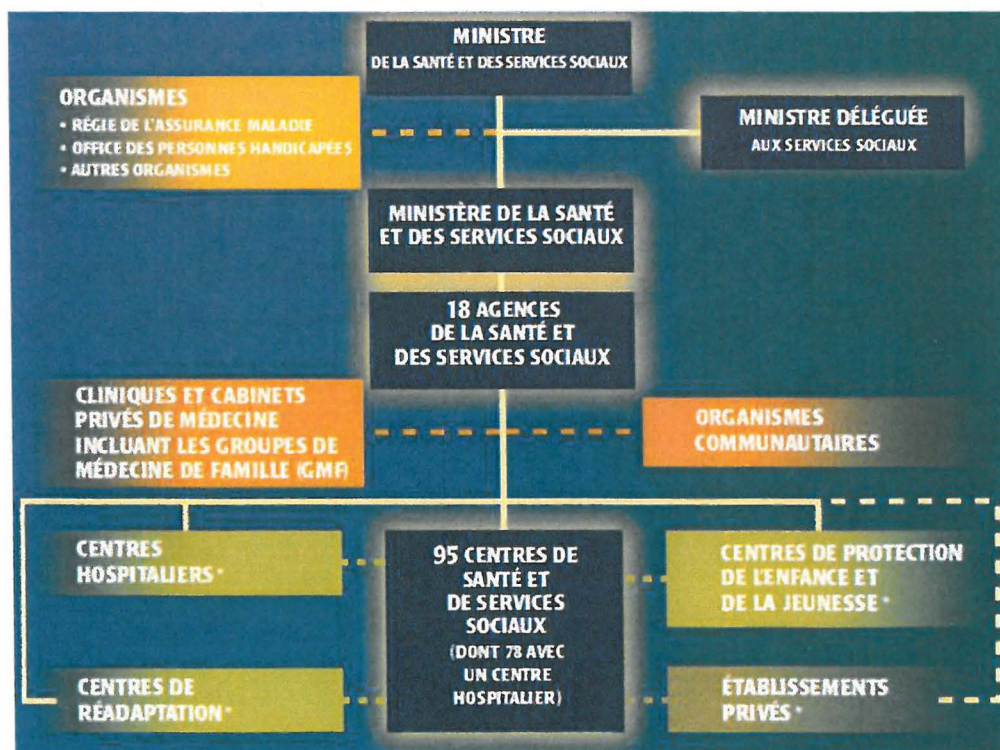 MINISTRE
DE LA SANTÉ ET DES SERVICES SOCIAUX
ORGANISMES
• RÉGIE DE L'ASSURANCE MALADIE
• OFFICE DES PERSONNES HANDICAPÉES
• AUTRES ORGANISMES
MINISTRE DÉLÉGUÉE
AUX SERVICES SOCIAUX
MINISTÈRE DE LA SANTÉ
ET DES SERVICES SOCIAUX
18 AGENCES
DE LA SANTÉ ET
DES SERVICES SOCIAUX
CLINIQUES ET CABINETS
PRIVÉS DE MÉDECINE
INCLUANT LES GROUPES DE
MÉDECINE DE FAMILLE (GMF)
ORGANISMES
COMMUNAUTAIRES
CENTRES
HOSPITALIERS*
95 CENTRES DE
SANTÉ ET
DE SERVICES
SOCIAUX
(DONT 78 AVEC
UN CENTRE
HOSPITALIER)
CENTRES DE PROTECTION
DE L'ENFANCE ET
DE LA JEUNESSE*
CENTRES DE
RÉADAPTATION*
ÉTABLISSEMENTS
PRIVÉS*